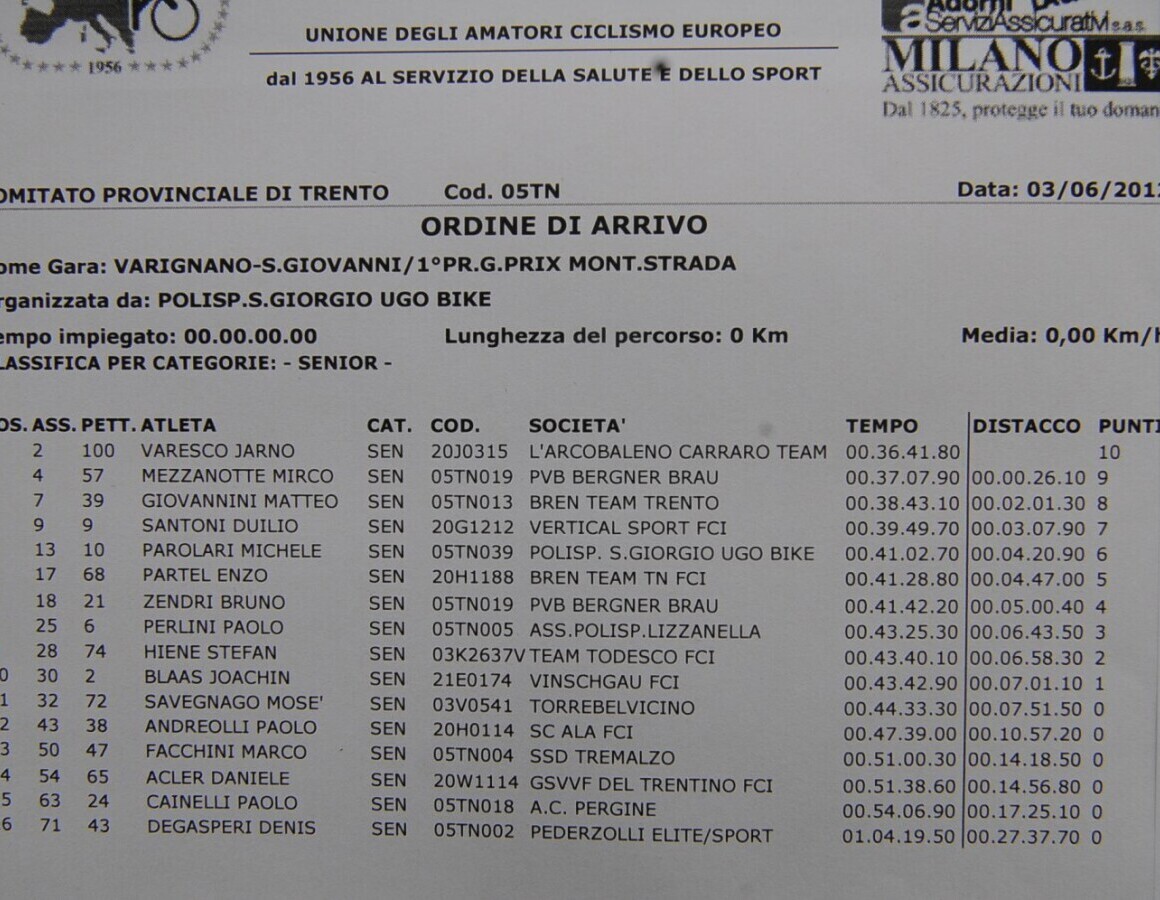 1956
UNIONE DEGLI AMATORI CICLISMO EUROPEO
dal 1956 AL SERVIZIO DELLA SALUTE E DELLO SPORT
ServiziAssicurativi s.a.s.
MILANO
ASSICURAZIONI
Dal 1825, protegge il tuo doman
OMITATO PROVINCIALE DI TRENTO Cod. 05TN Data: 03/06/201
ORDINE DI ARRIVO
ome Gara: VARIGNANO-S.GIOVANNI/1°PR.G.PRIX MONT.STRADA
rganizzata da: POLISP.S.GIORGIO UGO BIKE
empo impiegato: 00.00.00.00 Lunghezza del percorso: 0 Km Media: 0,00 Km/h
LASSIFICA PER CATEGORIE: - SENIOR -
OS. ASS. PETT. ATLETA CAT. COD. SOCIETA' TEMPO DISTACCO PUNTI
2 100 VARESCO JARNO SEN 20J0315 L'ARCOBALENO CARRARO TEAM 00.36.41.80 10
4 57 MEZZANOTTE MIRCO SEN 05TN019 PVB BERGNER BRAU 00.37.07.90 00.00.26.10 9
7 39 GIOVANNINI MATTEO SEN 05TN013 BREN TEAM TRENTO 00.38.43.10 00.02.01.30 8
9 9 SANTONI DUILIO SEN 20G1212 VERTICAL SPORT FCI 00.39.49.70 00.03.07.90 7
13 10 PAROLARI MICHELE SEN 05TN039 POLISP. S.GIORGIO UGO BIKE 00.41.02.70 00.04.20.90 6
17 68 PARTEL ENZO SEN 20H1188 BREN TEAM TN FCI 00.41.28.80 00.04.47.00 5
18 21 ZENDRI BRUNO SEN 05TN019 PVB BERGNER BRAU 00.41.42.20 00.05.00.40 4
25 6 PERLINI PAOLO SEN 05TN005 ASS.POLISP.LIZZANELLA 00.43.25.30 00.06.43.50 3
28 74 HIENE STEFAN SEN 03K2637V TEAM TODESCO FCI 00.43.40.10 00.06.58.30 2
0 30 2 BLAAS JOACHIN SEN 21E0174 VINSCHGAU FCI 00.43.42.90 00.07.01.10 1
1 32 72 SAVEGNAGO MOSE' SEN 03V0541 TORREBELVICINO 00.44.33.30 00.07.51.50 0
2 43 38 ANDREOLLI PAOLO SEN 20H0114 SC ALA FCI 00.47.39.00 00.10.57.20 0
3 50 47 FACCHINI MARCO SEN 05TN004 SSD TREMALZO 00.51.00.30 00.14.18.50 0
4 54 65 ACLER DANIELE SEN 20W1114 GSVVF DEL TRENTINO FCI 00.51.38.60 00.14.56.80 0
5 63 24 CAINELLI PAOLO SEN 05TN018 A.C. PERGINE 00.54.06.90 00.17.25.10 0
6 71 43 DEGASPERI DENIS SEN 05TN002 PEDERZOLLI ELITE/SPORT 01.04.19.50 00.27.37.70 0